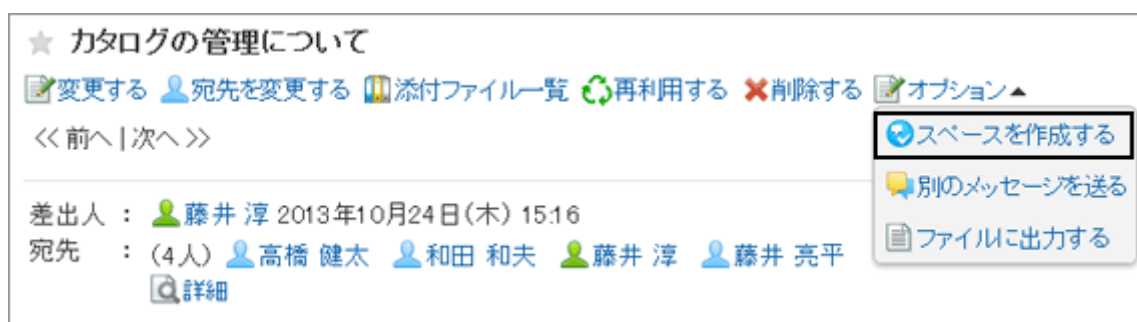 カタログの管理について
変更する 宛先を変更する 添付ファイル一覧 再利用する 削除する オプション▲
<< 前へ | 次へ >>
スペースを作成する
別のメッセージを送る
ファイルに出力する
差出人 : 藤井 淳 2013年10月24日(木) 15:16
宛先 : (4人) 高橋 健太 和田 和夫 藤井 淳 藤井 亮平
詳細